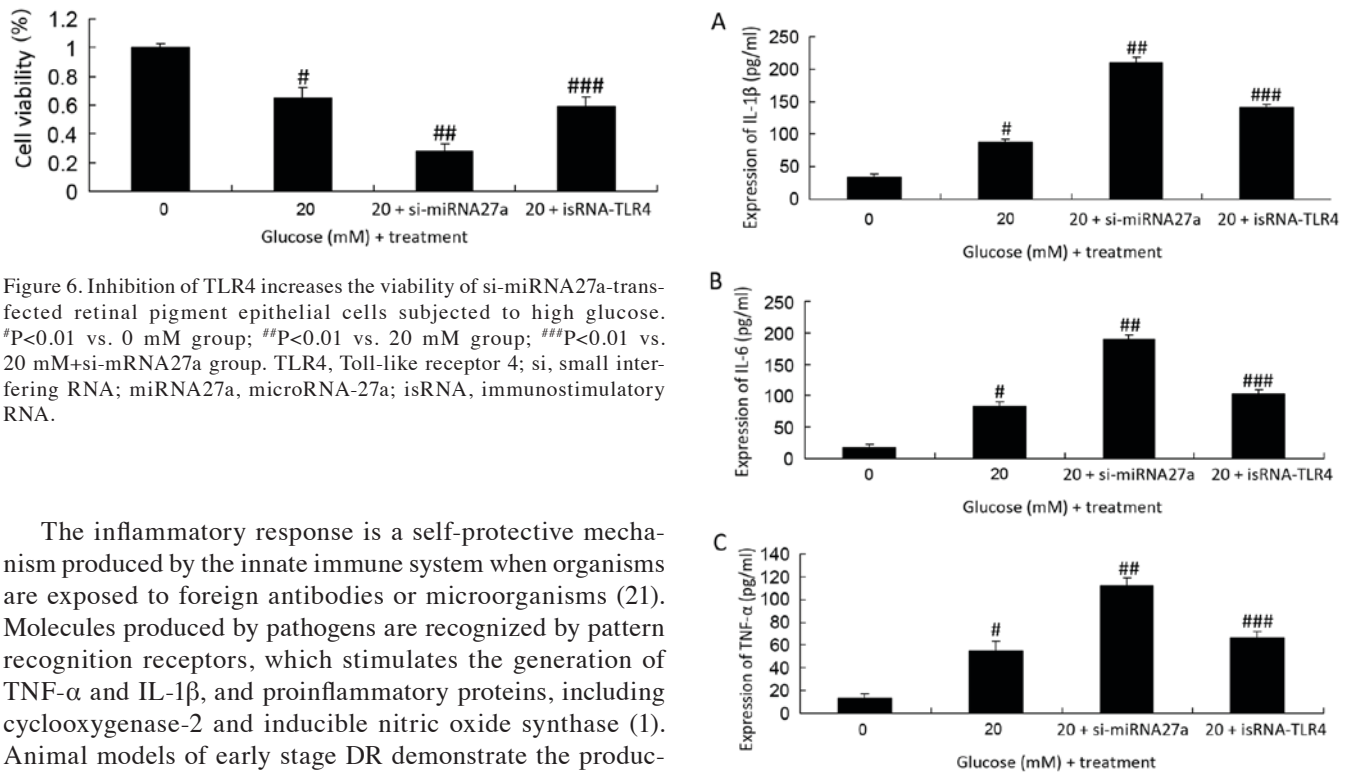 Cell viability (%)
1.2
1
0.8
0.6
0.4
0.2
0
#
##
###
0 20 20 + si-miRNA27a 20 + isRNA-TLR4
Glucose (mM) + treatment
Figure 6. Inhibition of TLR4 increases the viability of si-miRNA27a-trans-
fected retinal pigment epithelial cells subjected to high glucose.
#P<0.01 vs. 0 mM group; ##P<0.01 vs. 20 mM group; ###P<0.01 vs.
20 mM+si-mRNA27a group. TLR4, Toll-like receptor 4; si, small inter-
fering RNA; miRNA27a, microRNA-27a; isRNA, immunostimulatory
RNA.
The inflammatory response is a self-protective mecha-
nism produced by the innate immune system when organisms
are exposed to foreign antibodies or microorganisms (21).
Molecules produced by pathogens are recognized by pattern
recognition receptors, which stimulates the generation of
TNF-α and IL-1β, and proinflammatory proteins, including
cyclooxygenase-2 and inducible nitric oxide synthase (1).
Animal models of early stage DR demonstrate the produc-
A
Expression of IL-1β (pg/ml)
250
200
150
100
50
0
#
##
###
0 20 20 + si-miRNA27a 20 + isRNA-TLR4
Glucose (mM) + treatment
B
Expression of IL-6 (pg/ml)
250
200
150
100
50
0
#
##
###
0 20 20 + si-miRNA27a 20 + isRNA-TLR4
Glucose (mM) + treatment
C
Expression of TNF-α (pg/ml)
140
120
100
80
60
40
20
0
#
##
###
0 20 20 + si-miRNA27a 20 + isRNA-TLR4
Glucose (mM) + treatment